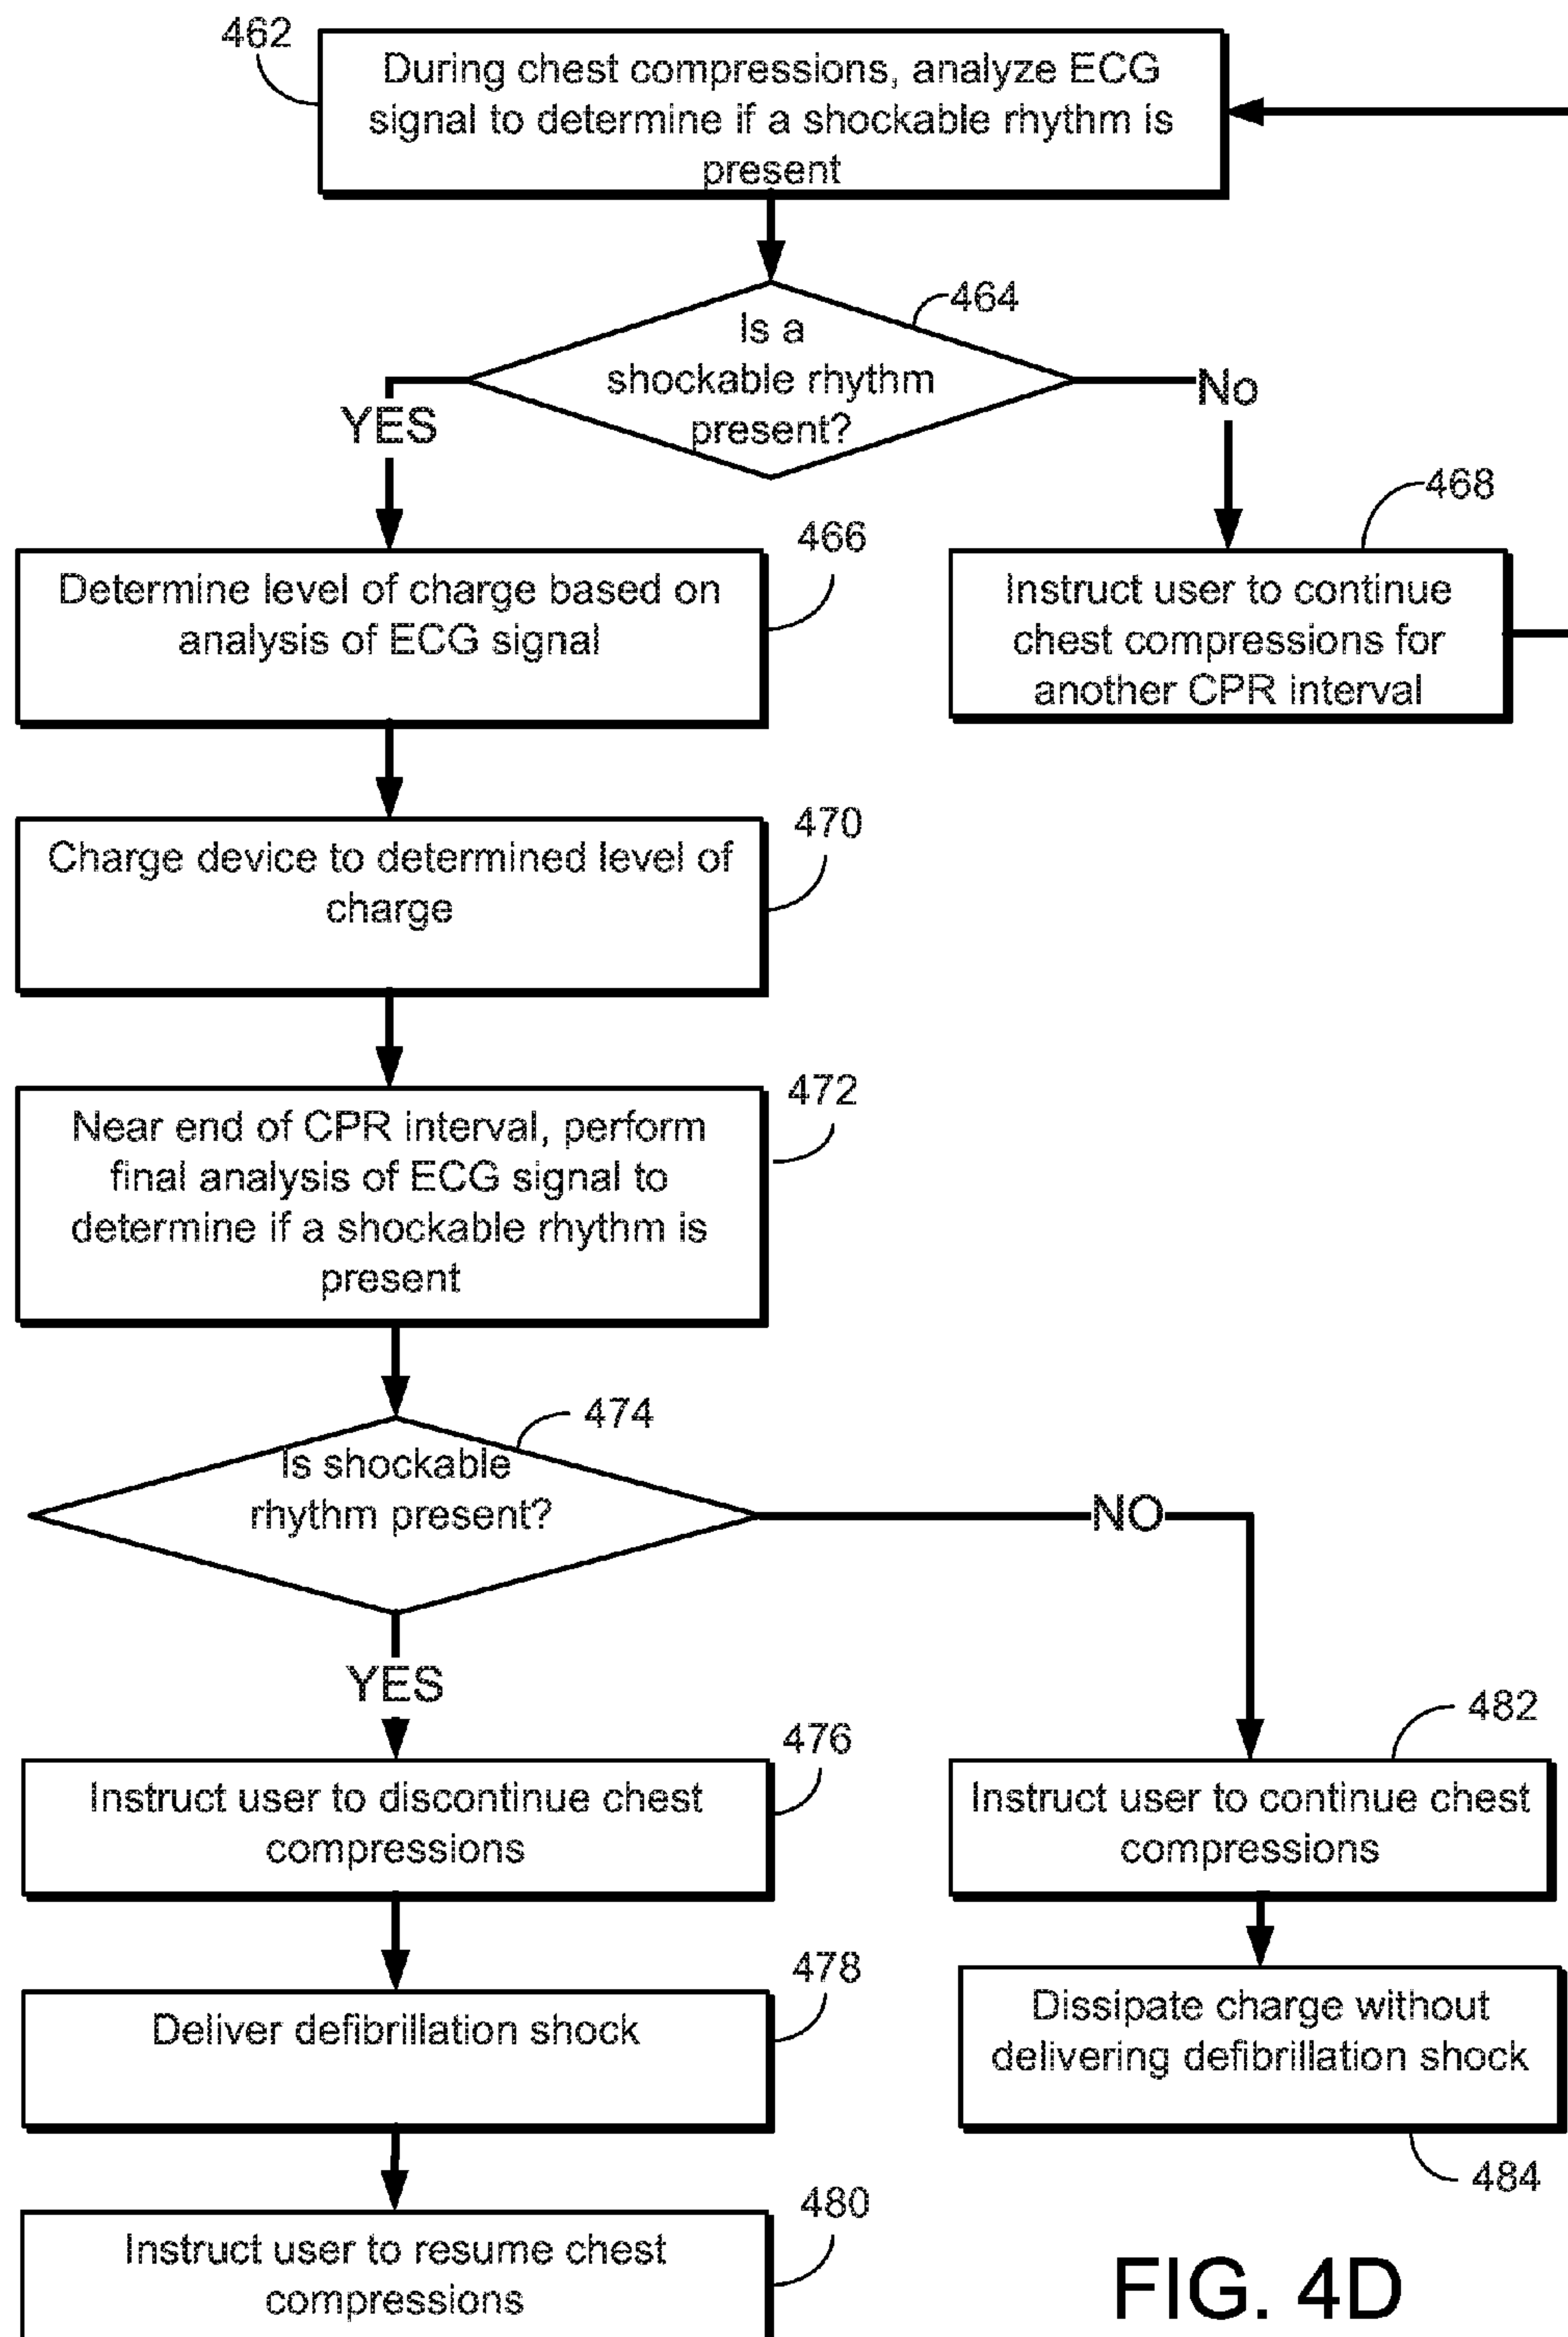 462
During chest compressions, analyze ECG
signal to determine if a shockable rhythm is
present
464
Is a
shockable rhythm
present?
YES
No
466
Determine level of charge based on
analysis of ECG signal
468
Instruct user to continue
chest compressions for
another CPR interval
470
Charge device to determined level of
charge
472
Near end of CPR interval, perform
final analysis of ECG signal to
determine if a shockable rhythm is
present
474
Is shockable
rhythm present?
NO
YES
476
Instruct user to discontinue chest
compressions
482
Instruct user to continue chest
compressions
478
Deliver defibrillation shock
Dissipate charge without
delivering defibrillation shock
484
480
Instruct user to resume chest
compressions
FIG. 4D